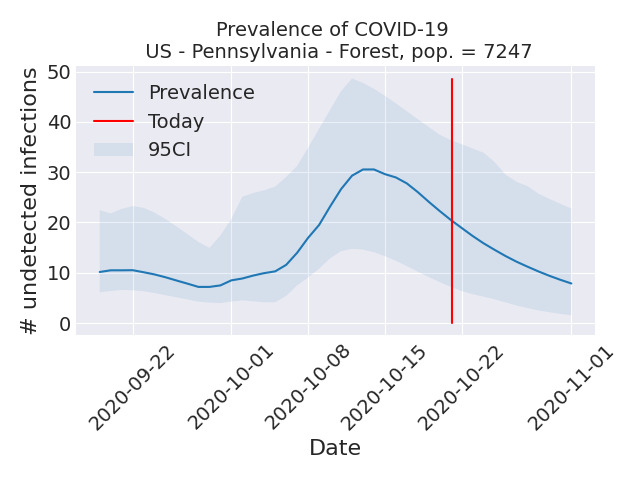 Prevalence of COVID-19
US - Pennsylvania - Forest, pop. = 7247
# undetected infections
50
40
30
20
10
0
Prevalence
Today
95CI
2020-09-22
2020-10-01
2020-10-08
2020-10-15
2020-10-22
2020-11-01
Date